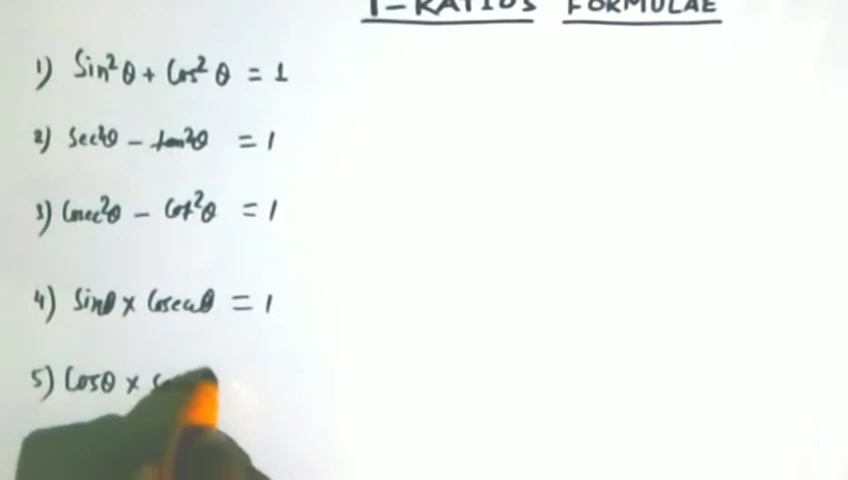 T-RATIOS FORMULAE
1) Sin²θ + Cos²θ = 1
2) Sec²θ - tan²θ = 1
3) Cosec²θ - Cot²θ = 1
4) Sinθ × Cosecθ = 1
5) Cosθ ×